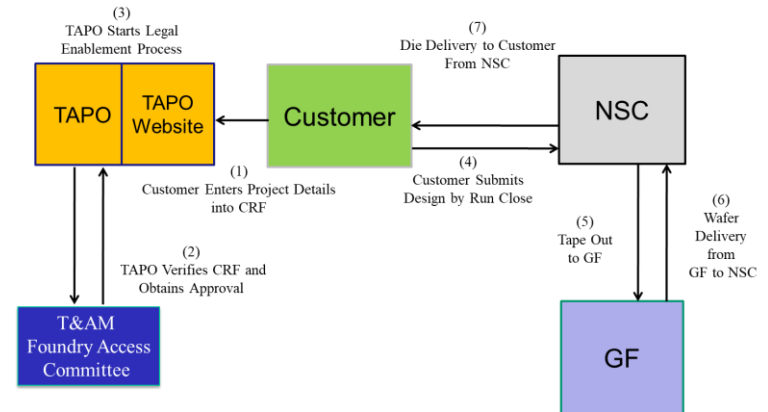 (3)
TAPO Starts Legal
Enablement Process
(7)
Die Delivery to Customer
From NSC
TAPO
TAPO
Website
Customer
NSC
(1)
Customer Enters Project Details
into CRF
(4)
Customer Submits
Design by Run Close
(2)
TAPO Verifies CRF and
Obtains Approval
(5)
Tape Out
to GF
(6)
Wafer
Delivery
from
GF to NSC
T&AM
Foundry Access
Committee
GF